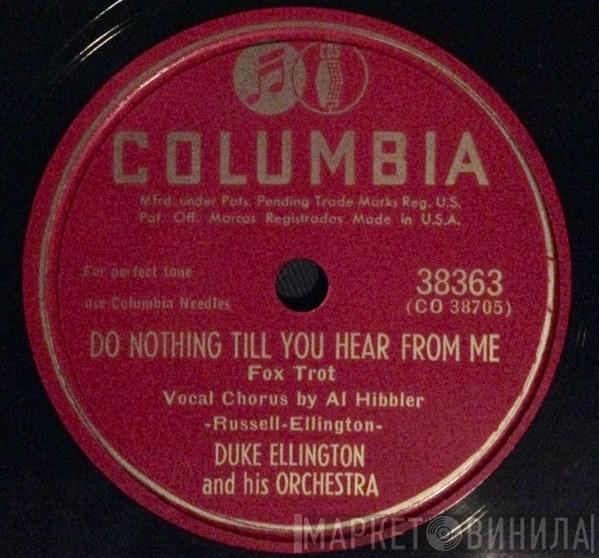 COLUMBIA
Mfrd. under Pats. Pending Trade Marks Reg. U.S.
Pat. Off. Marcas Registradas Made in U.S.A.
For perfect tone
use Columbia Needles
38363
(CO 38705)
DO NOTHING TILL YOU HEAR FROM ME
Fox Trot
Vocal Chorus by Al Hibbler
-Russell-Ellington-
DUKE ELLINGTON
and his ORCHESTRA
МАРКЕТ ВИНИЛА